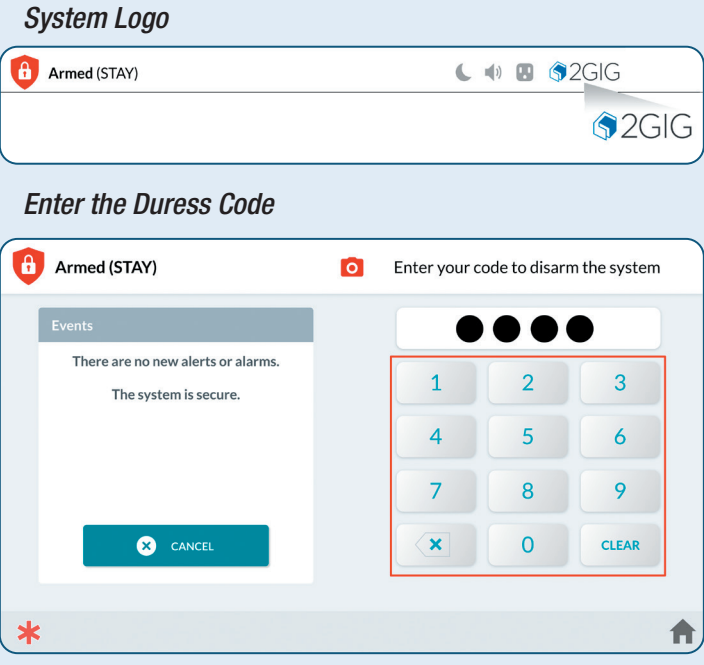 System Logo
Armed (STAY)
2GIG
2GIG
Enter the Duress Code
Armed (STAY)
Enter your code to disarm the system
Events
There are no new alerts or alarms.
The system is secure.
CANCEL
1 2 3
4 5 6
7 8 9
0 CLEAR